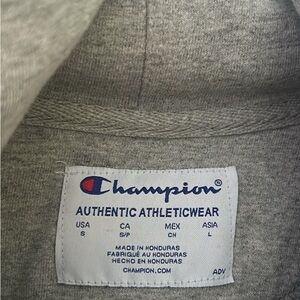 Champion®
AUTHENTIC ATHLETICWEAR
USA CA MEX ASIA
S S/P CH L
MADE IN HONDURAS
FABRIQUÉ AU HONDURAS
HECHO EN HONDURAS
CHAMPION.COM ADV